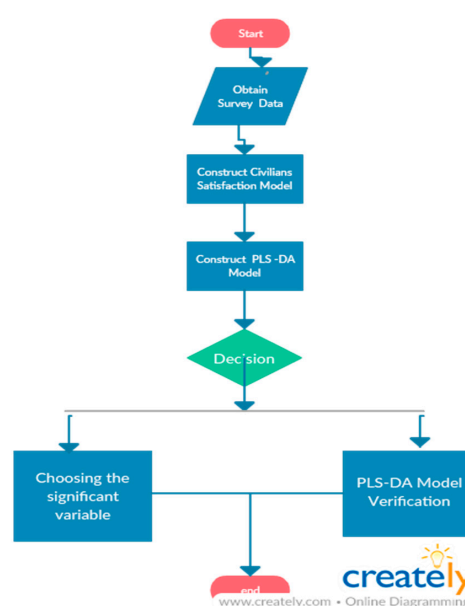 Start
Obtain
Survey Data
Construct Civilians
Satisfaction Model
Construct PLS -DA
Model
Decision
Choosing the
significant
variable
PLS-DA Model
Verification
end
creately
www.creately.com • Online Diagramming